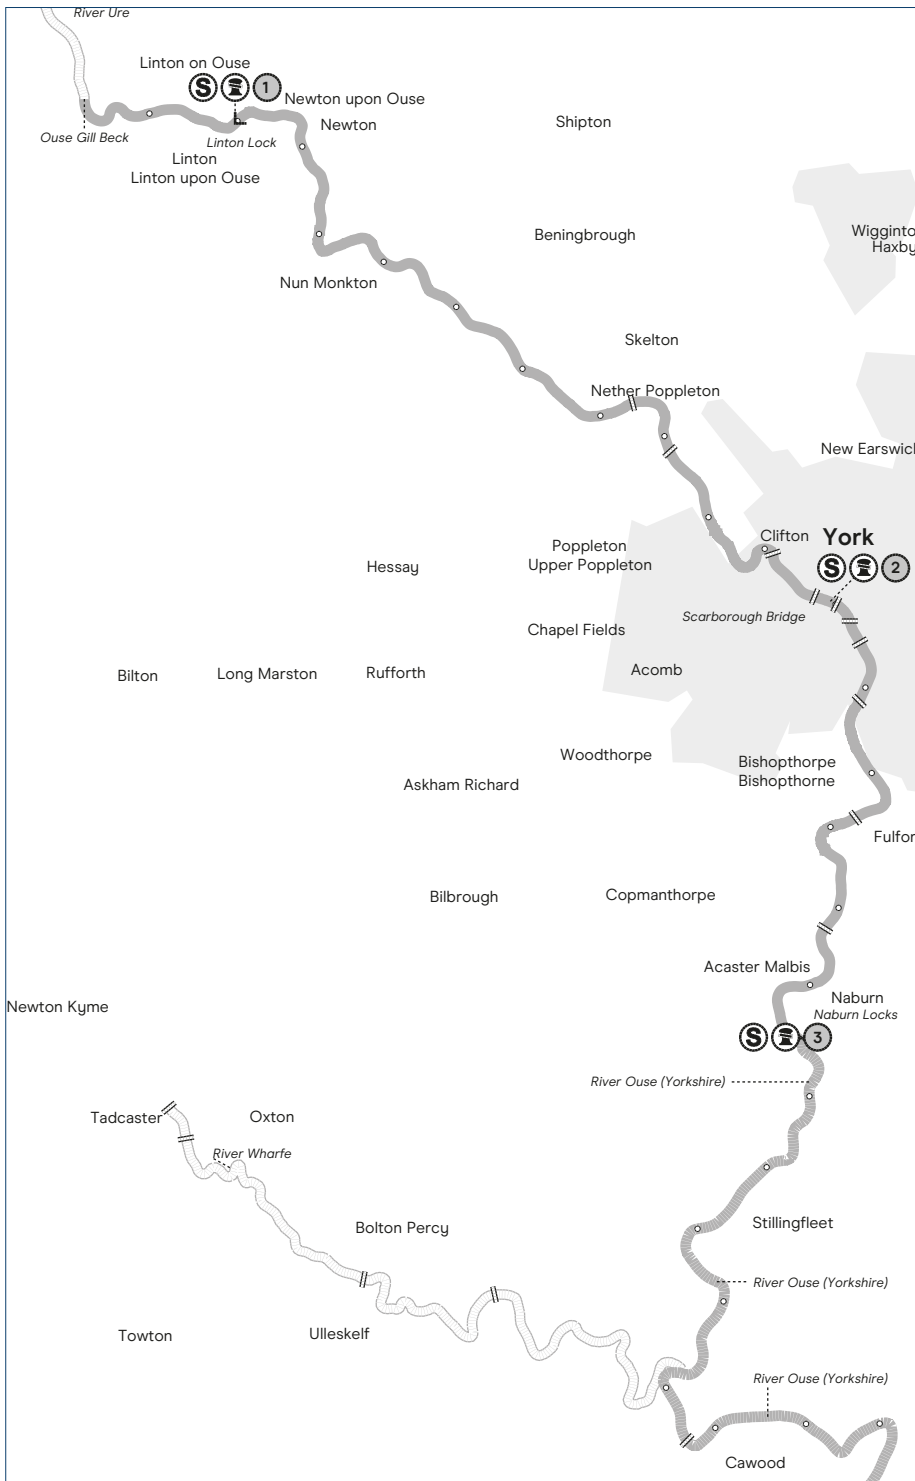 River Ure
Linton on Ouse
S 1
Newton upon Ouse
Newton
Shipton
Ouse Gill Beck
Linton Lock
Linton
Linton upon Ouse
Wigginto
Haxby
Beningbrough
Nun Monkton
Skelton
Nether Poppleton
New Earswick
Clifton
York
S 2
Poppleton
Upper Poppleton
Hessay
Scarborough Bridge
Chapel Fields
Bilton
Long Marston
Rufforth
Acomb
Woodthorpe
Bishopthorpe
Bishopthorne
Askham Richard
Fulfor
Bilbrough
Copmanthorpe
Acaster Malbis
Naburn
Naburn Locks
Newton Kyme
S 3
River Ouse (Yorkshire)
Tadcaster
Oxton
River Wharfe
Bolton Percy
Stillingfleet
River Ouse (Yorkshire)
Towton
Ulleskelf
River Ouse (Yorkshire)
Cawood